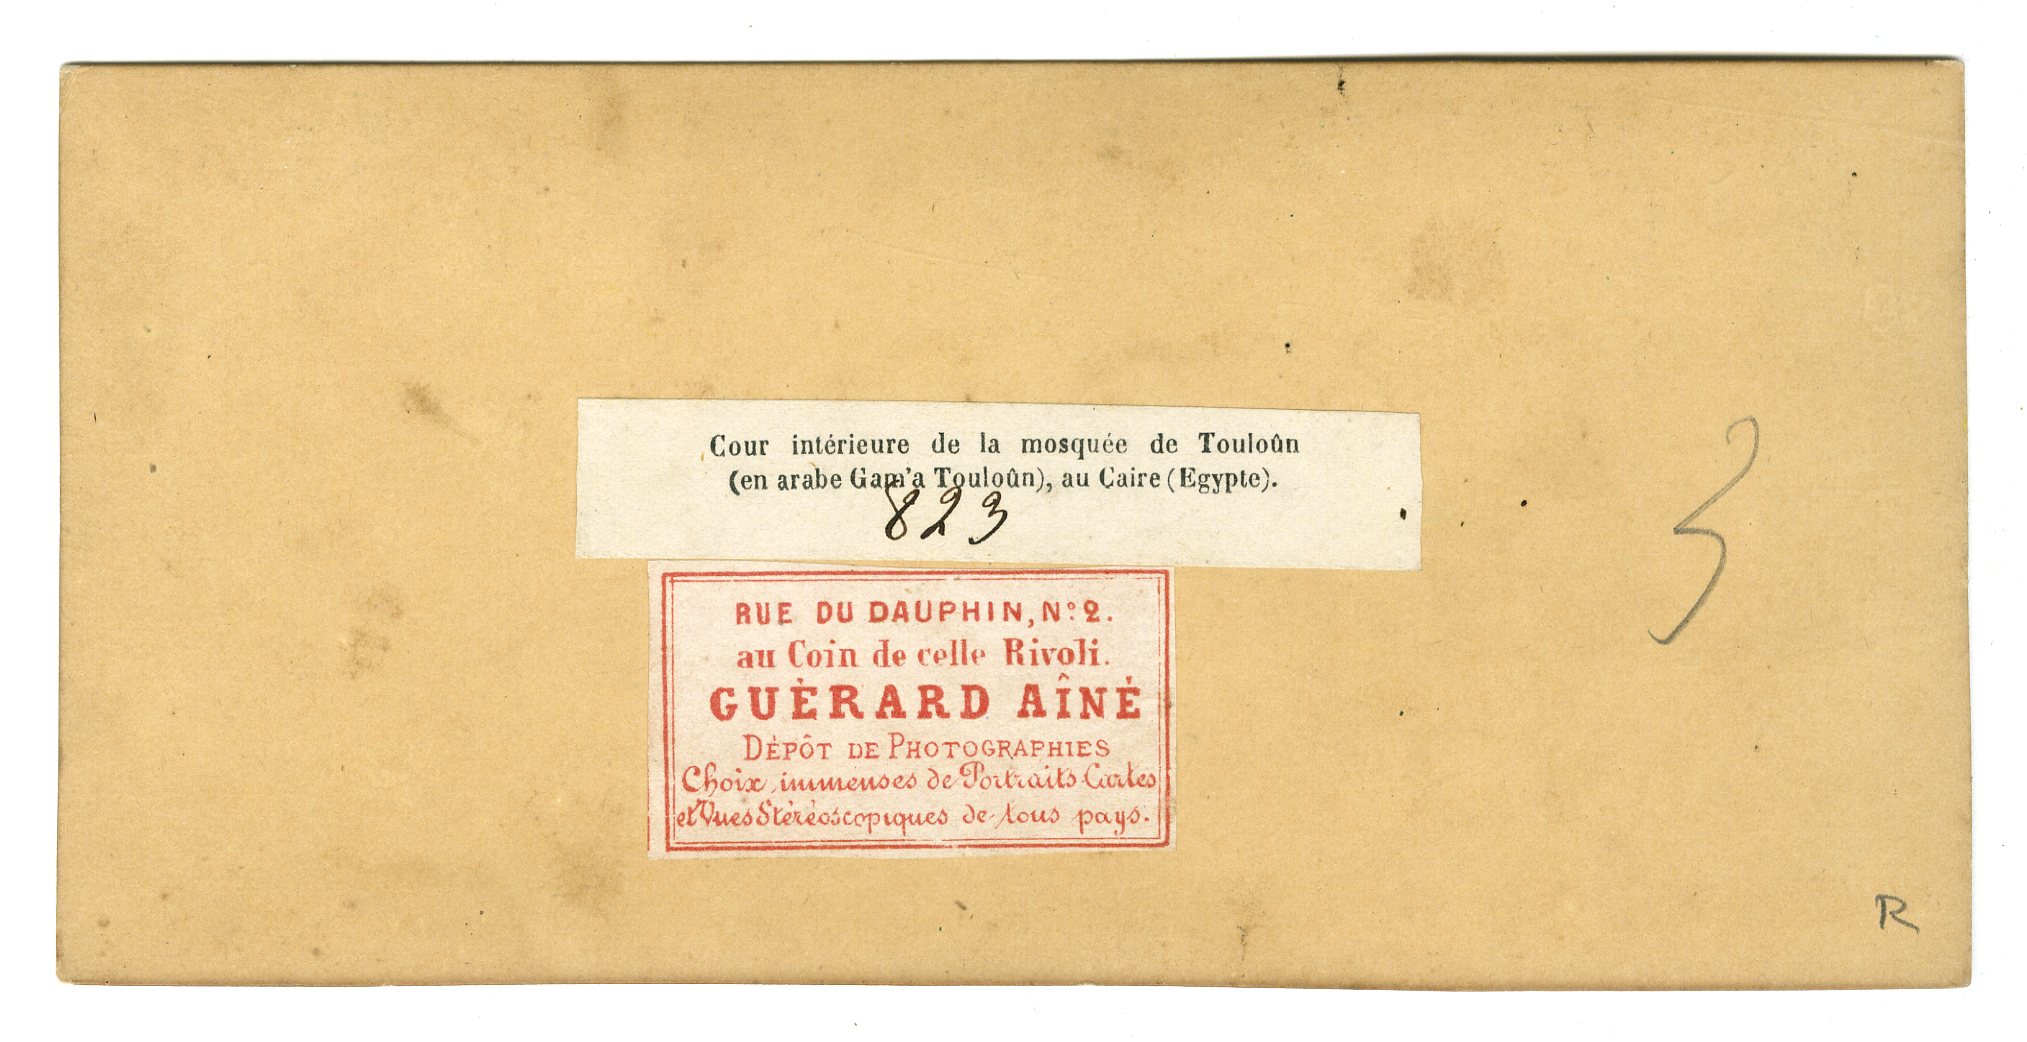 Cour intérieure de la mosquée de Touloûn
(en arabe Gam'a Touloûn), au Caire (Egypte).
823
RUE DU DAUPHIN, Nº 2.
au Coin de celle Rivoli.
GUÈRARD AÎNÉ
DÉPÔT DE PHOTOGRAPHIES
Choix immenses de Portraits-Cartes
et Vues Stéréoscopiques de tous pays.
3
R